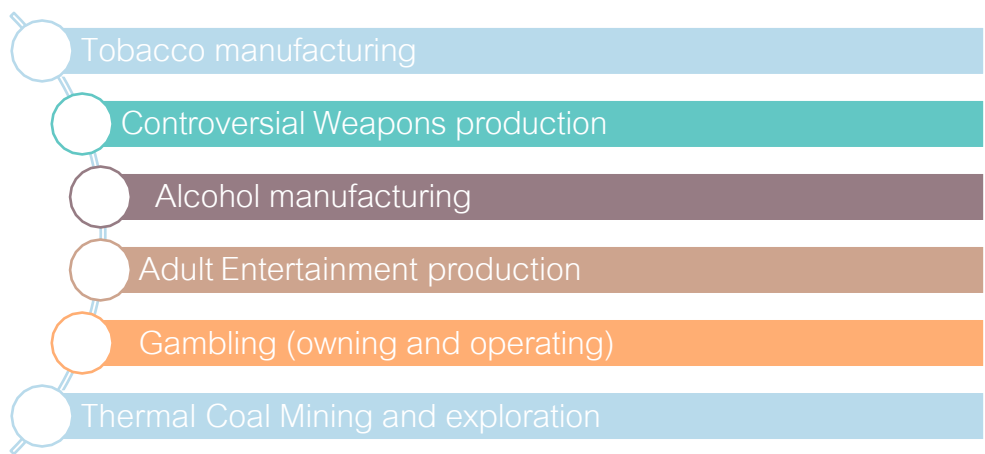 Tobacco manufacturing
Controversial Weapons production
Alcohol manufacturing
Adult Entertainment production
Gambling (owning and operating)
Thermal Coal Mining and exploration